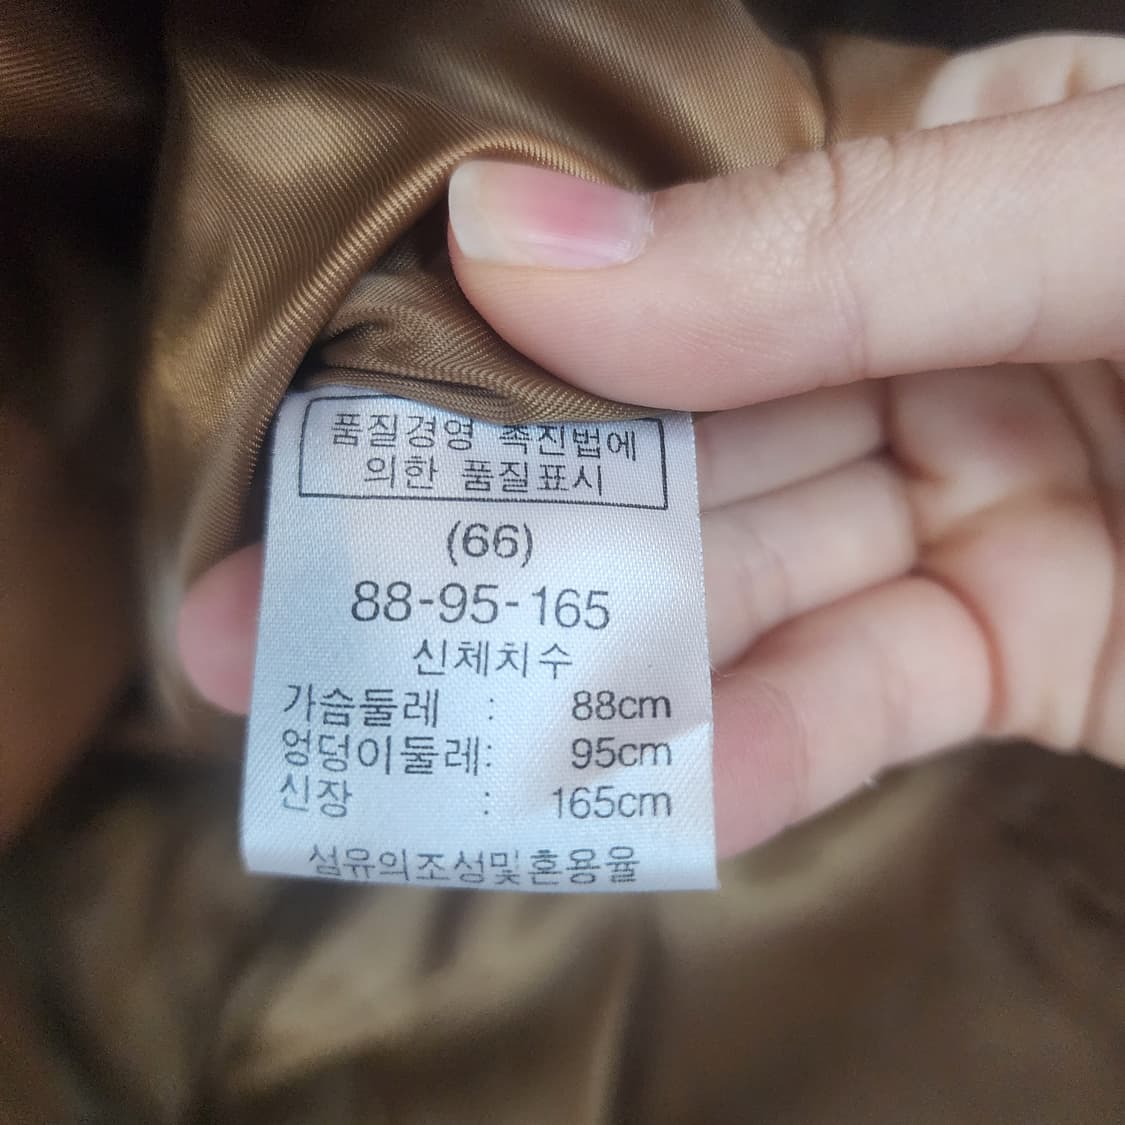 품질경영 촉진법에
의한 품질표시
(66)
88-95-165
신체치수
가슴둘레 : 88cm
엉덩이둘레: 95cm
신장 : 165cm
섬유의조성및혼용율